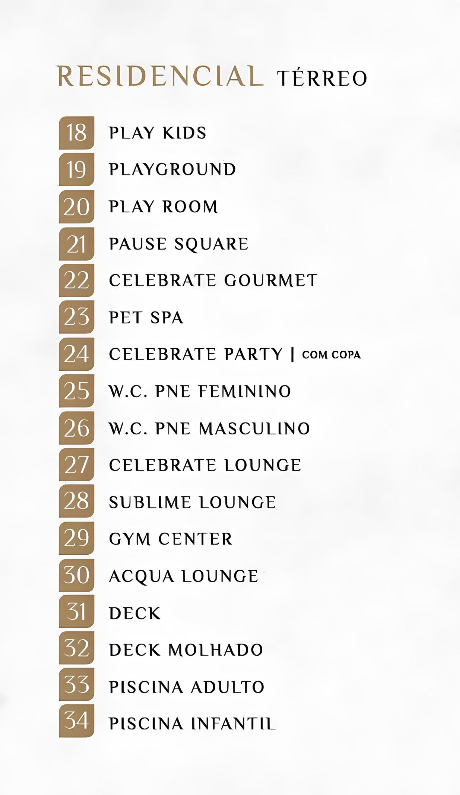 RESIDENCIAL TÉRREO
18 PLAY KIDS
19 PLAYGROUND
20 PLAY ROOM
21 PAUSE SQUARE
22 CELEBRATE GOURMET
23 PET SPA
24 CELEBRATE PARTY | COM COPA
25 W.C. PNE FEMININO
26 W.C. PNE MASCULINO
27 CELEBRATE LOUNGE
28 SUBLIME LOUNGE
29 GYM CENTER
30 ACQUA LOUNGE
31 DECK
32 DECK MOLHADO
33 PISCINA ADULTO
34 PISCINA INFANTIL